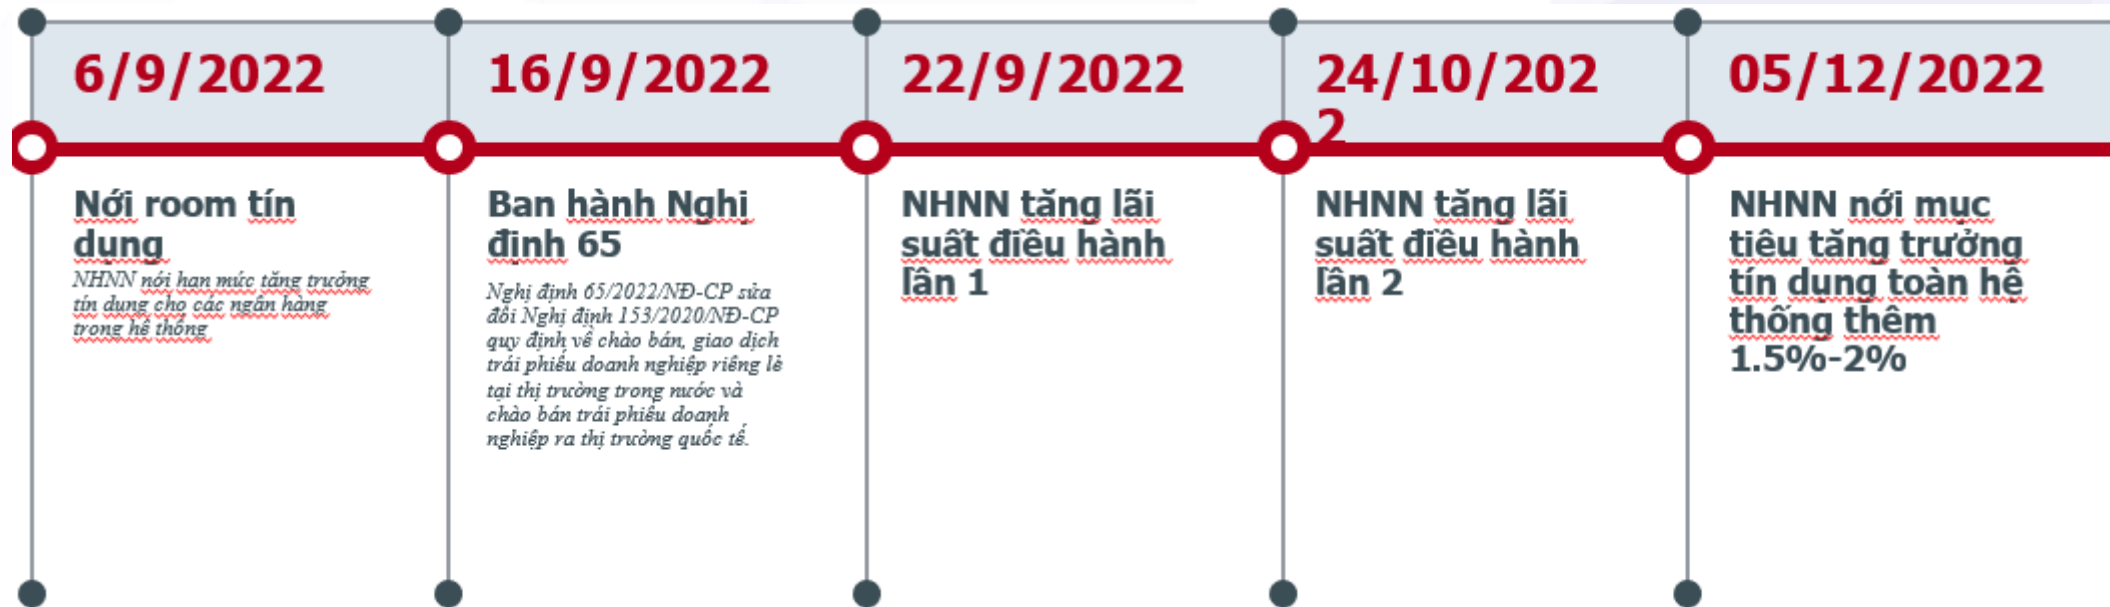 6/9/2022
16/9/2022
22/9/2022
24/10/202
2
05/12/2022
Nới room tín
dụng
NHNN nới hạn mức tăng trưởng
tín dụng cho các ngân hàng
trong hệ thống
Ban hành Nghị
định 65
Nghị định 65/2022/NĐ-CP sửa
đổi Nghị định 153/2020/NĐ-CP
quy định về chào bán, giao dịch
trái phiếu doanh nghiệp riêng lẻ
tại thị trường trong nước và
chào bán trái phiếu doanh
nghiệp ra thị trường quốc tế.
NHNN tăng lãi
suất điều hành
lần 1
NHNN tăng lãi
suất điều hành
lần 2
NHNN nới mục
tiêu tăng trưởng
tín dụng toàn hệ
thống thêm
1.5%-2%